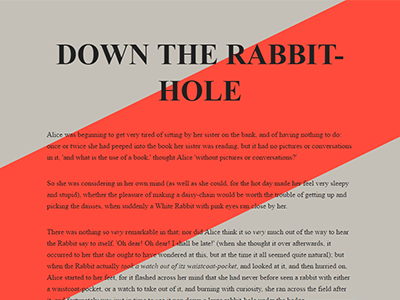 DOWN THE RABBIT-
HOLE
Alice was beginning to get very tired of sitting by her sister on the bank, and of having nothing to do:
once or twice she had peeped into the book her sister was reading, but it had no pictures or conversations
in it, 'and what is the use of a book,' thought Alice 'without pictures or conversations?'
So she was considering in her own mind (as well as she could, for the hot day made her feel very sleepy
and stupid), whether the pleasure of making a daisy-chain would be worth the trouble of getting up and
picking the daisies, when suddenly a White Rabbit with pink eyes ran close by her.
There was nothing so very remarkable in that; nor did Alice think it so very much out of the way to hear
the Rabbit say to itself, 'Oh dear! Oh dear! I shall be late!' (when she thought it over afterwards, it
occurred to her that she ought to have wondered at this, but at the time it all seemed quite natural); but
when the Rabbit actually took a watch out of its waistcoat-pocket, and looked at it, and then hurried on,
Alice started to her feet, for it flashed across her mind that she had never before seen a rabbit with either
a waistcoat-pocket, or a watch to take out of it, and burning with curiosity, she ran across the field after